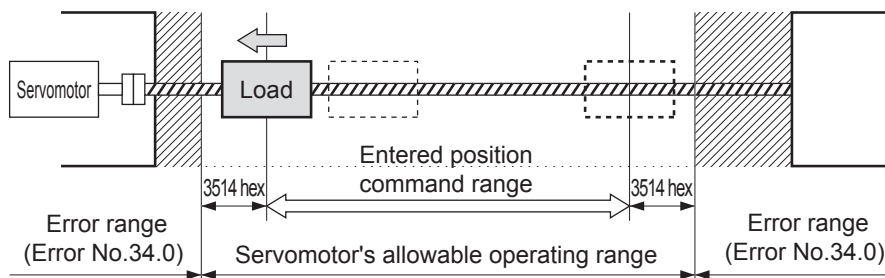 Servomotor
Load
Entered position
command range
3514 hex
3514 hex
Error range
(Error No.34.0)
Servomotor's allowable operating range
Error range
(Error No.34.0)